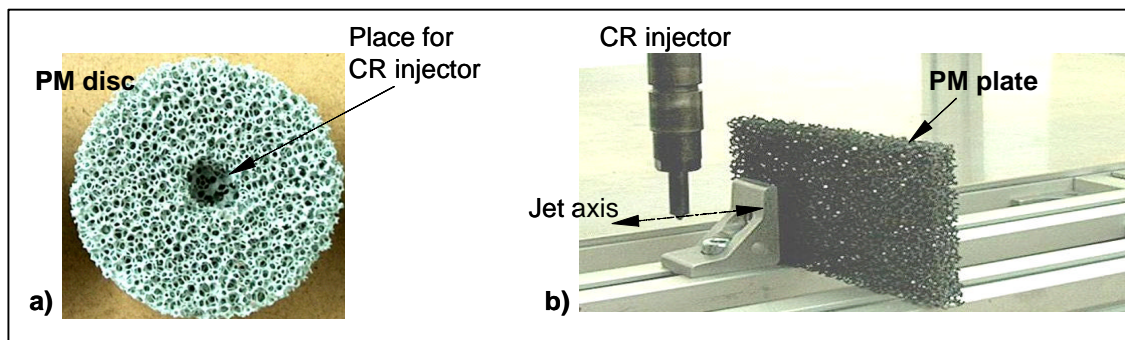 PM disc
Place for
CR injector
a)
CR injector
PM plate
Jet axis
b)